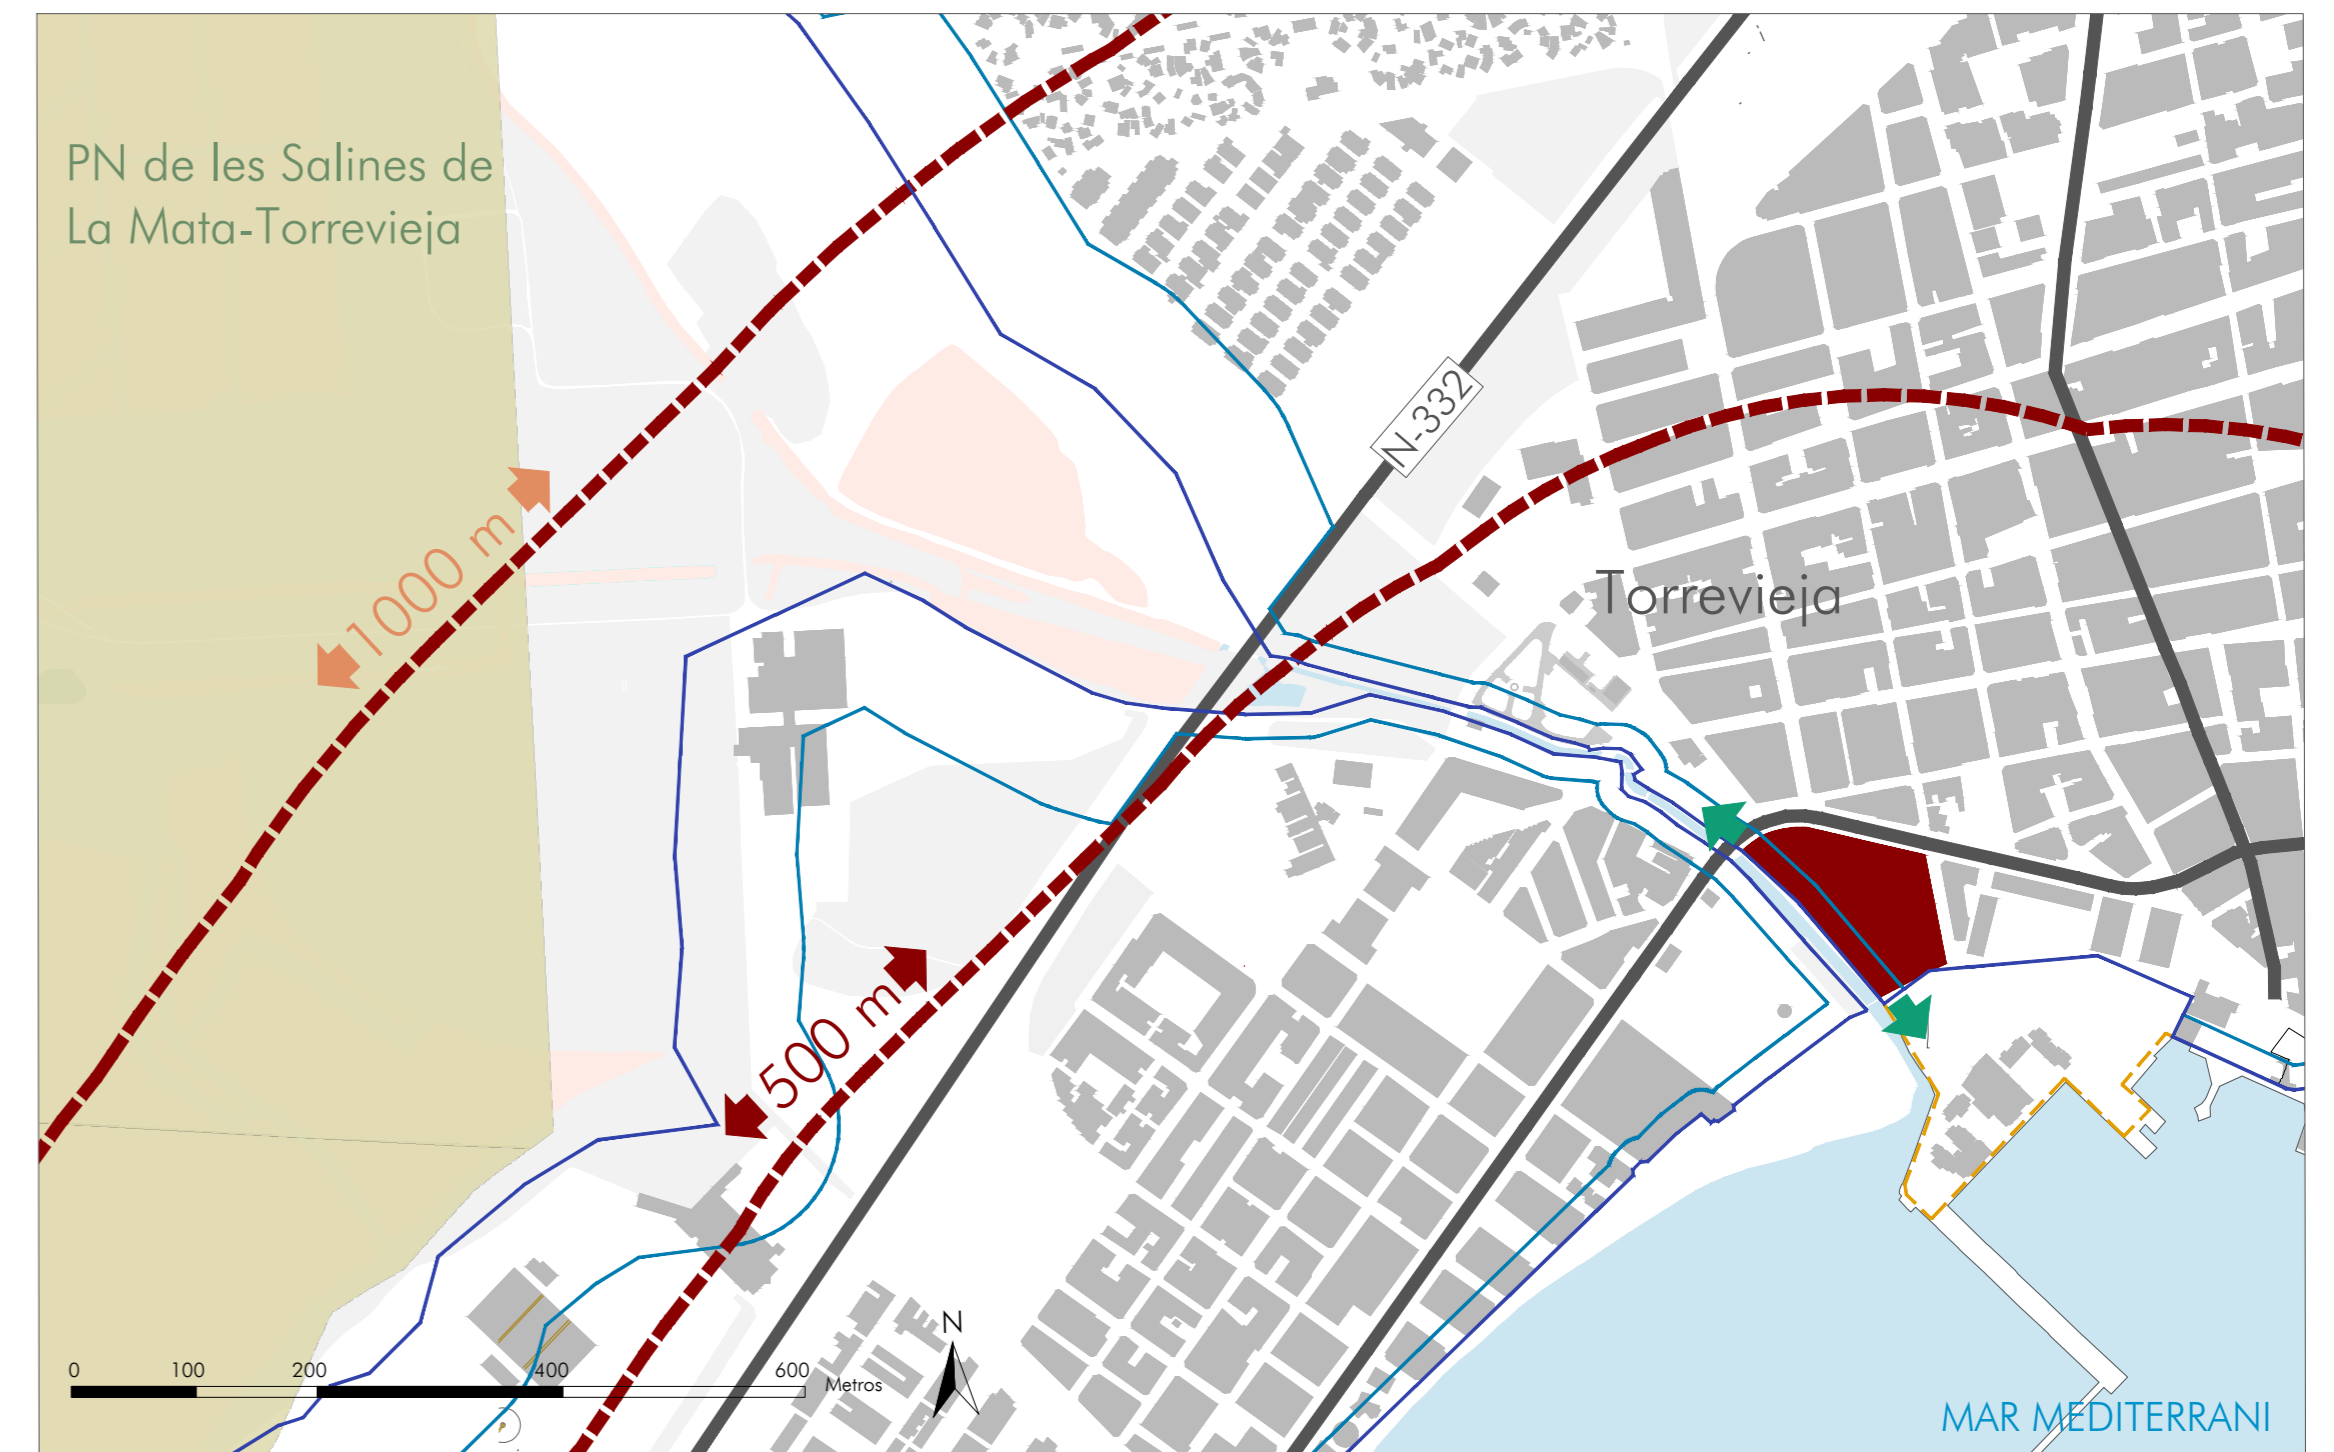 PN de les Salines de
La Mata-Torrevieja
N-332
1000 m
Torrevieja
500 m
N
0 100 200 400 600
Metros
MAR MEDITERRANI